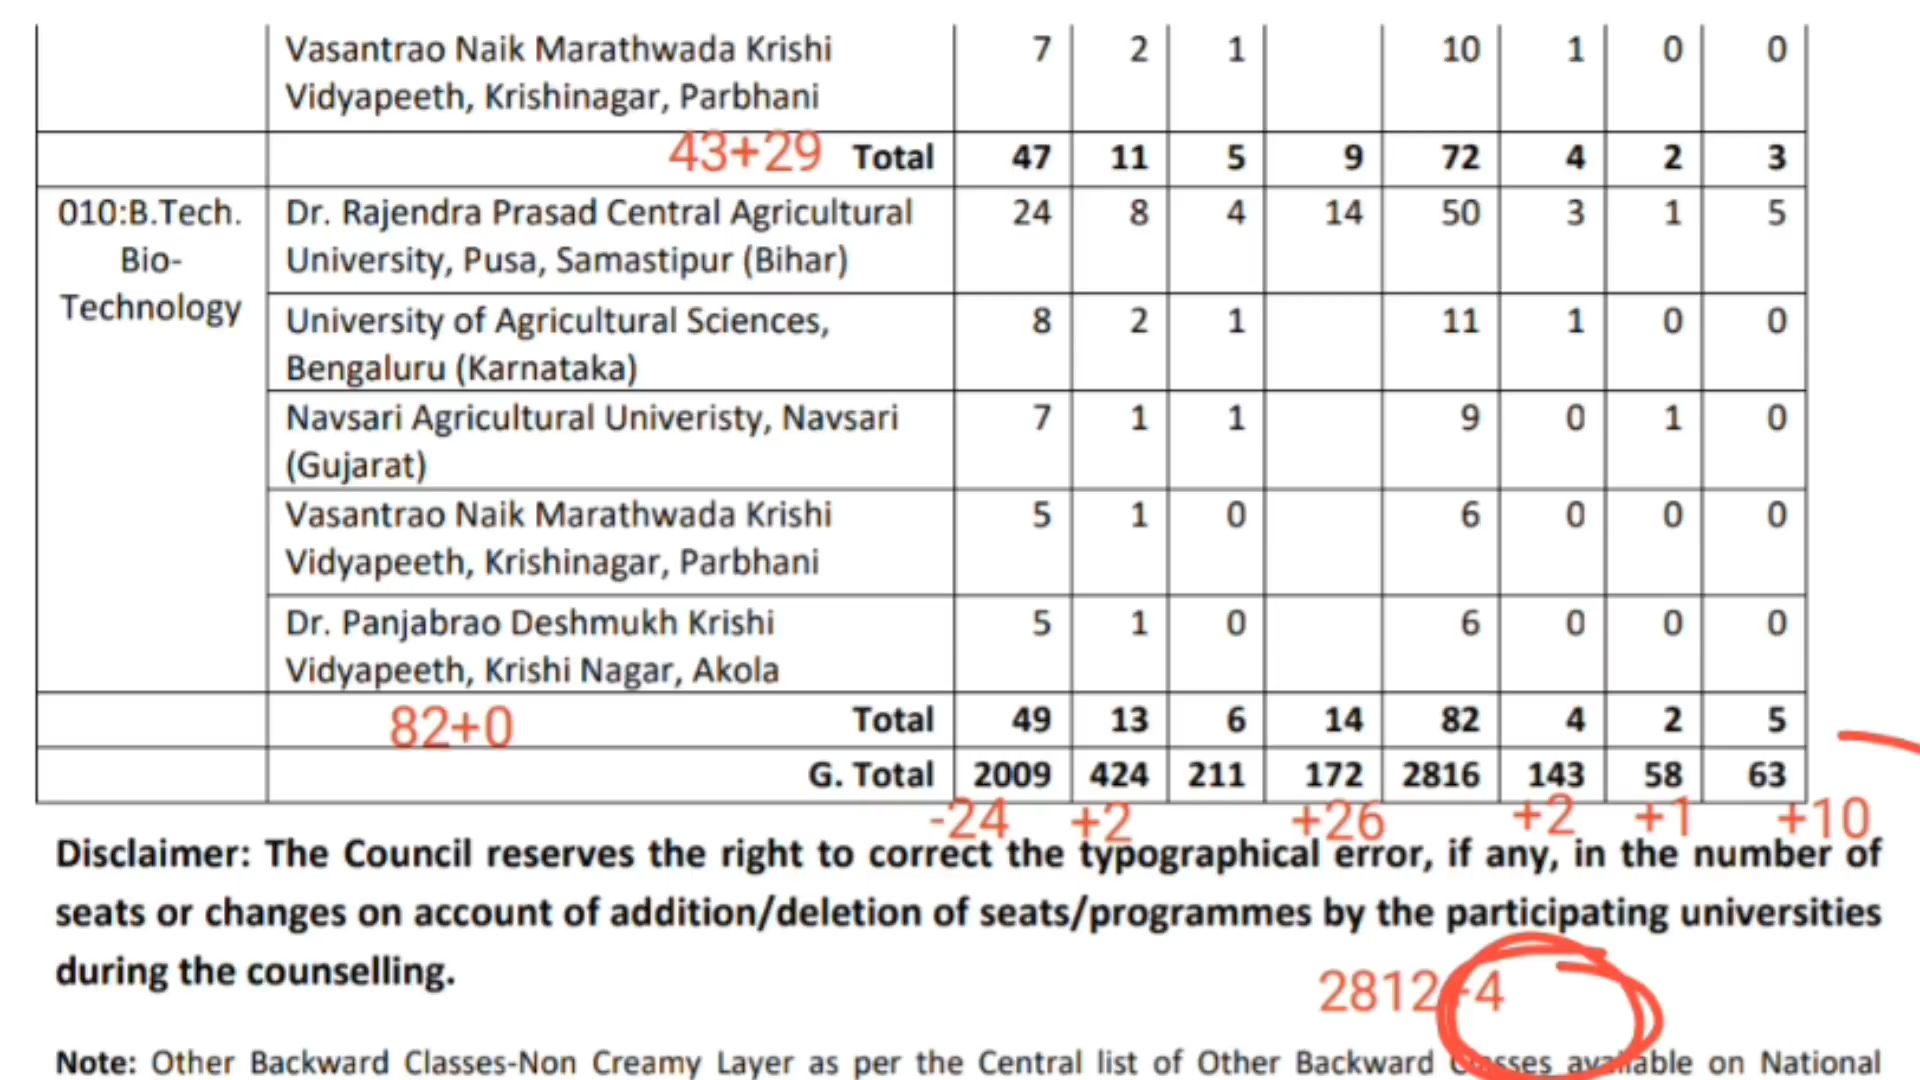 Vasantrao Naik Marathwada Krishi 7 2 1 10 1 0 0
Vidyapeeth, Krishinagar, Parbhani
43+29 Total 47 11 5 9 72 4 2 3
010:B.Tech. Dr. Rajendra Prasad Central Agricultural 24 8 4 14 50 3 1 5
Bio- University, Pusa, Samastipur (Bihar)
Technology
University of Agricultural Sciences, 8 2 1 11 1 0 0
Bengaluru (Karnataka)
Navsari Agricultural Univeristy, Navsari 7 1 1 9 0 1 0
(Gujarat)
Vasantrao Naik Marathwada Krishi 5 1 0 6 0 0 0
Vidyapeeth, Krishinagar, Parbhani
Dr. Panjabrao Deshmukh Krishi 5 1 0 6 0 0 0
Vidyapeeth, Krishi Nagar, Akola
82+0 Total 49 13 6 14 82 4 2 5
G. Total 2009 424 211 172 2816 143 58 63
-24 +2 +26 +2 +1 +10
Disclaimer: The Council reserves the right to correct the typographical error, if any, in the number of
seats or changes on account of addition/deletion of seats/programmes by the participating universities
during the counselling.
2812+4
Note: Other Backward Classes-Non Creamy Layer as per the Central list of Other Backward Classes available on National